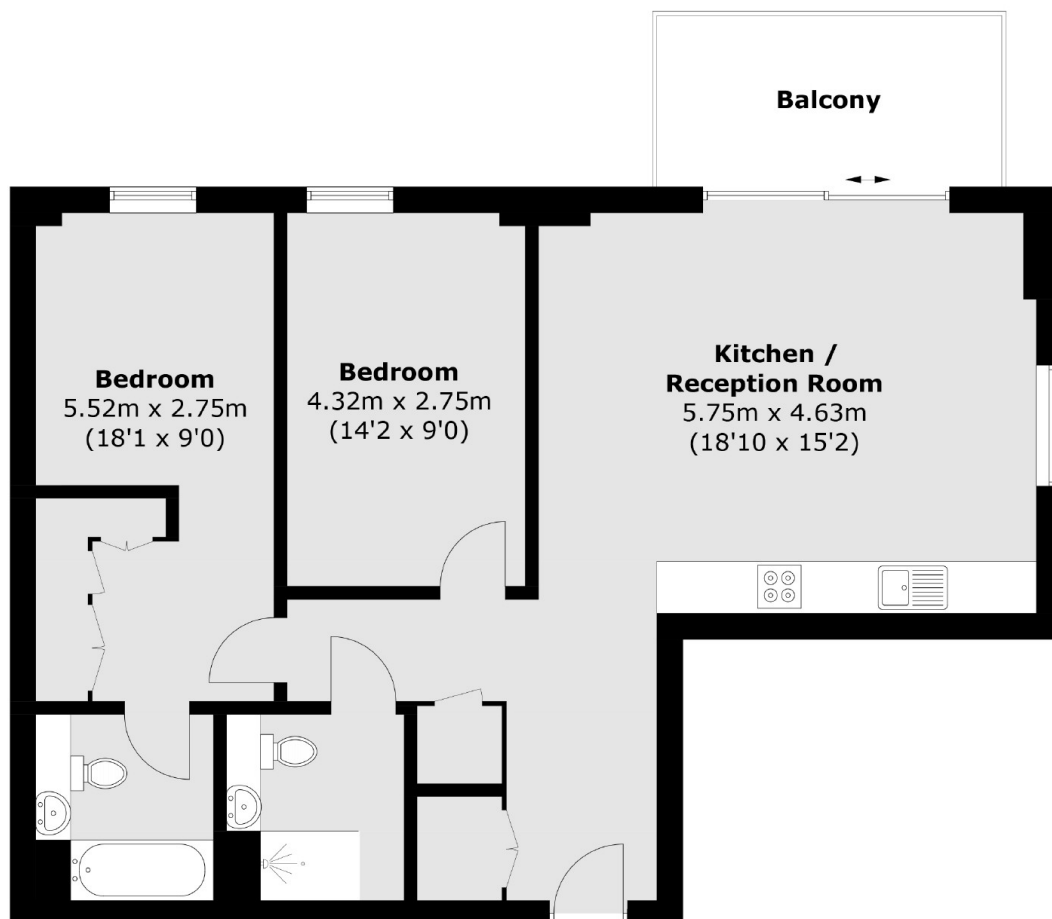 Balcony
Bedroom
5.52m x 2.75m
(18'1 x 9'0)
Bedroom
4.32m x 2.75m
(14'2 x 9'0)
Kitchen /
Reception Room
5.75m x 4.63m
(18'10 x 15'2)